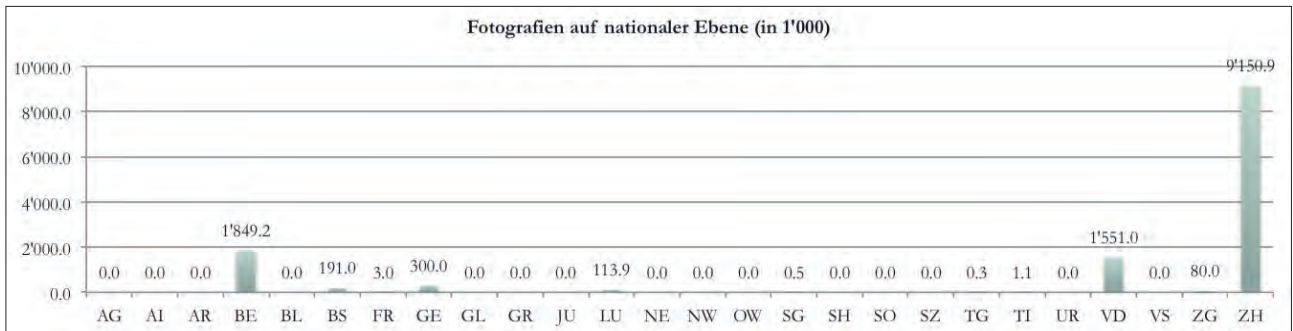 Fotografien auf nationaler Ebene (in 1'000)
10'000.0
8'000.0
6'000.0
4'000.0
2'000.0
0.0
0.0 0.0 0.0 1'849.2 0.0 191.0 3.0 300.0 0.0 0.0 0.0 113.9 0.0 0.0 0.0 0.5 0.0 0.0 0.0 0.3 1.1 0.0 1'551.0 0.0 80.0 9'150.9
AG AI AR BE BL BS FR GE GL GR JU LU NE NW OW SG SH SO SZ TG TI UR VD VS ZG ZH